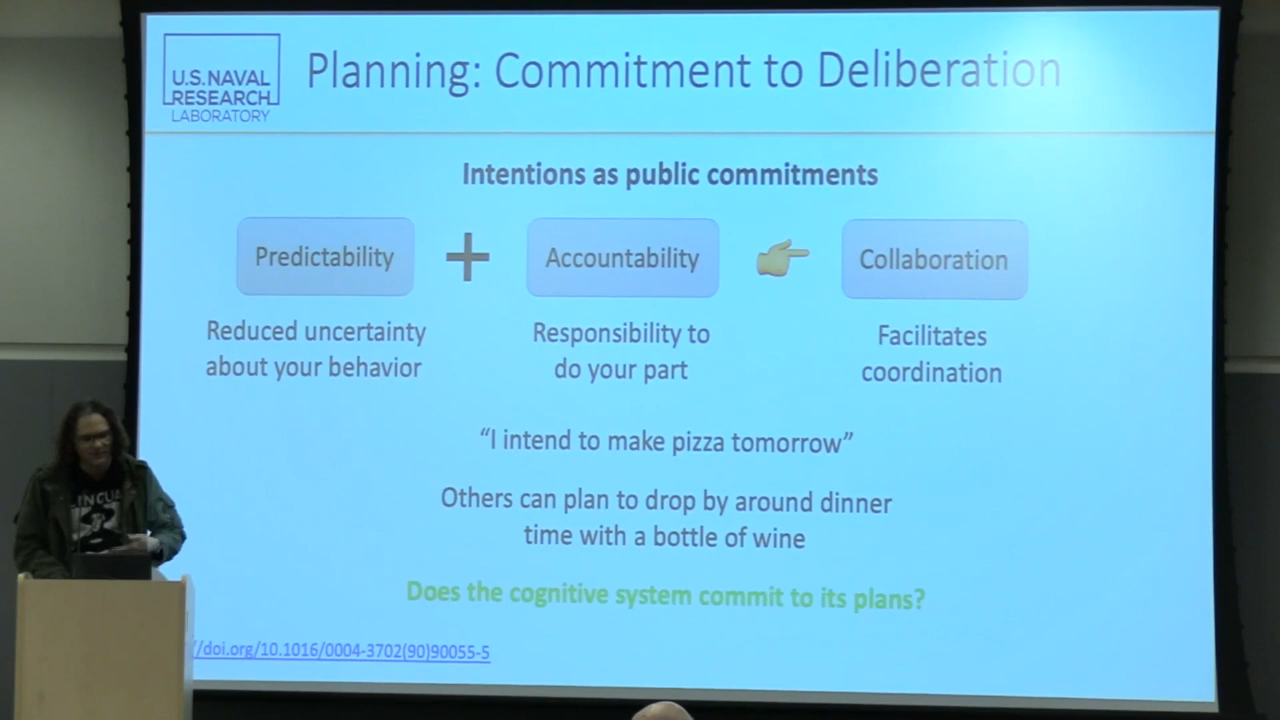 U.S. NAVAL
RESEARCH
LABORATORY
Planning: Commitment to Deliberation
Intentions as public commitments
Predictability
Accountability
Collaboration
Reduced uncertainty
about your behavior
Responsibility to
do your part
Facilitates
coordination
“I intend to make pizza tomorrow”
Others can plan to drop by around dinner
time with a bottle of wine
Does the cognitive system commit to its plans?
//doi.org/10.1016/0004-3702(90)90055-5